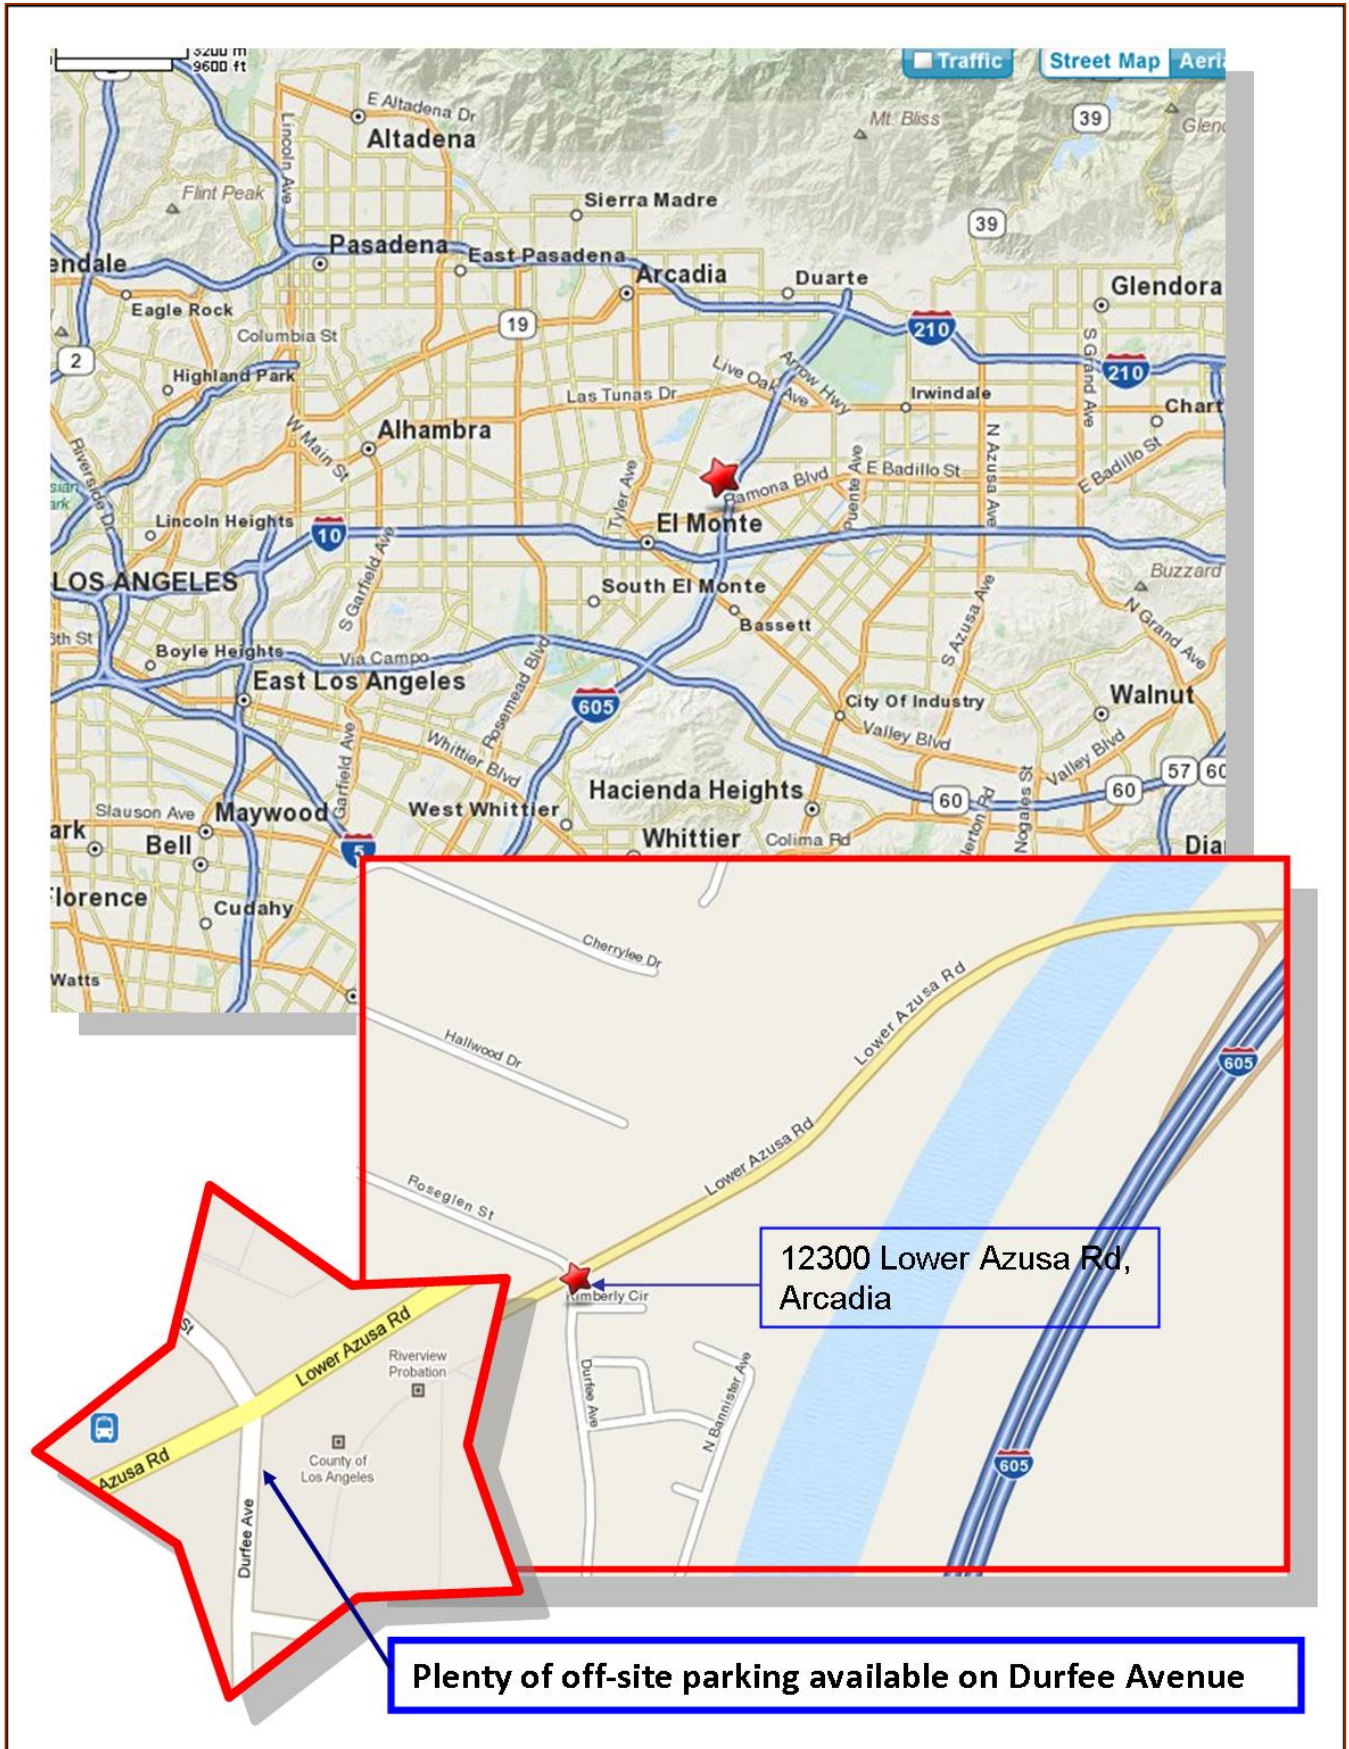 3200 m
9600 ft
Traffic
Street Map
E Altadena Dr
Altadena
Lincoln Ave
Mt. Bliss
39
Flint Peak
Sierra Madre
39
Pasadena
East Pasadena
Arcadia
Duarte
Glendora
Eagle Rock
Columbia St
19
210
2
Highland Park
Live Oak Ave
Arrow Hwy
S Grand Ave
210
Las Tunas Dr
Irwindale
W Main St
Alhambra
Riverside Dr
N Azusa Ave
E Badillo St
E Badillo St
Tyler Ave
Ramona Blvd
Puente Ave
Lincoln Heights
10
El Monte
S Garfield Ave
LOS ANGELES
South El Monte
Buzzard
Bassett
S Azusa Ave
N Grand Ave
6th St
Boyle Heights
Via Campo
East Los Angeles
Rosemead Blvd
605
City Of Industry
Walnut
Valley Blvd
Valley Blvd
Garfield Ave
Whittier Blvd
57
60
60
60
Nogales St
Hacienda Heights
Slauson Ave
Maywood
West Whittier
Whittier
Colima Rd
Bell
5
Cudahy
Watts
Cherrylee Dr
Lower Azusa Rd
Hallwood Dr
605
Lower Azusa Rd
Roseglen St
12300 Lower Azusa Rd,
Arcadia
Kimberly Cir
Durfee Ave
N Bannister Ave
605
St
Lower Azusa Rd
Riverview
Probation
Azusa Rd
County of
Los Angeles
Durfee Ave
Plenty of off-site parking available on Durfee Avenue